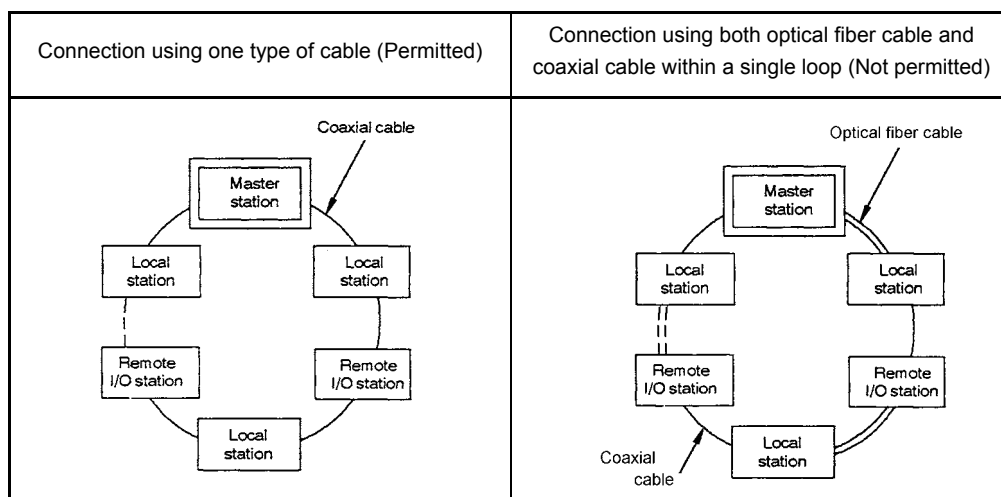 Connection using one type of cable (Permitted)
Connection using both optical fiber cable and
coaxial cable within a single loop (Not permitted)
Coaxial cable
Master
station
Local
station
Local
station
Remote
I/O station
Remote
I/O station
Local
station
Optical fiber cable
Master
station
Local
station
Local
station
Remote
I/O station
Remote
I/O station
Local
station
Coaxial
cable